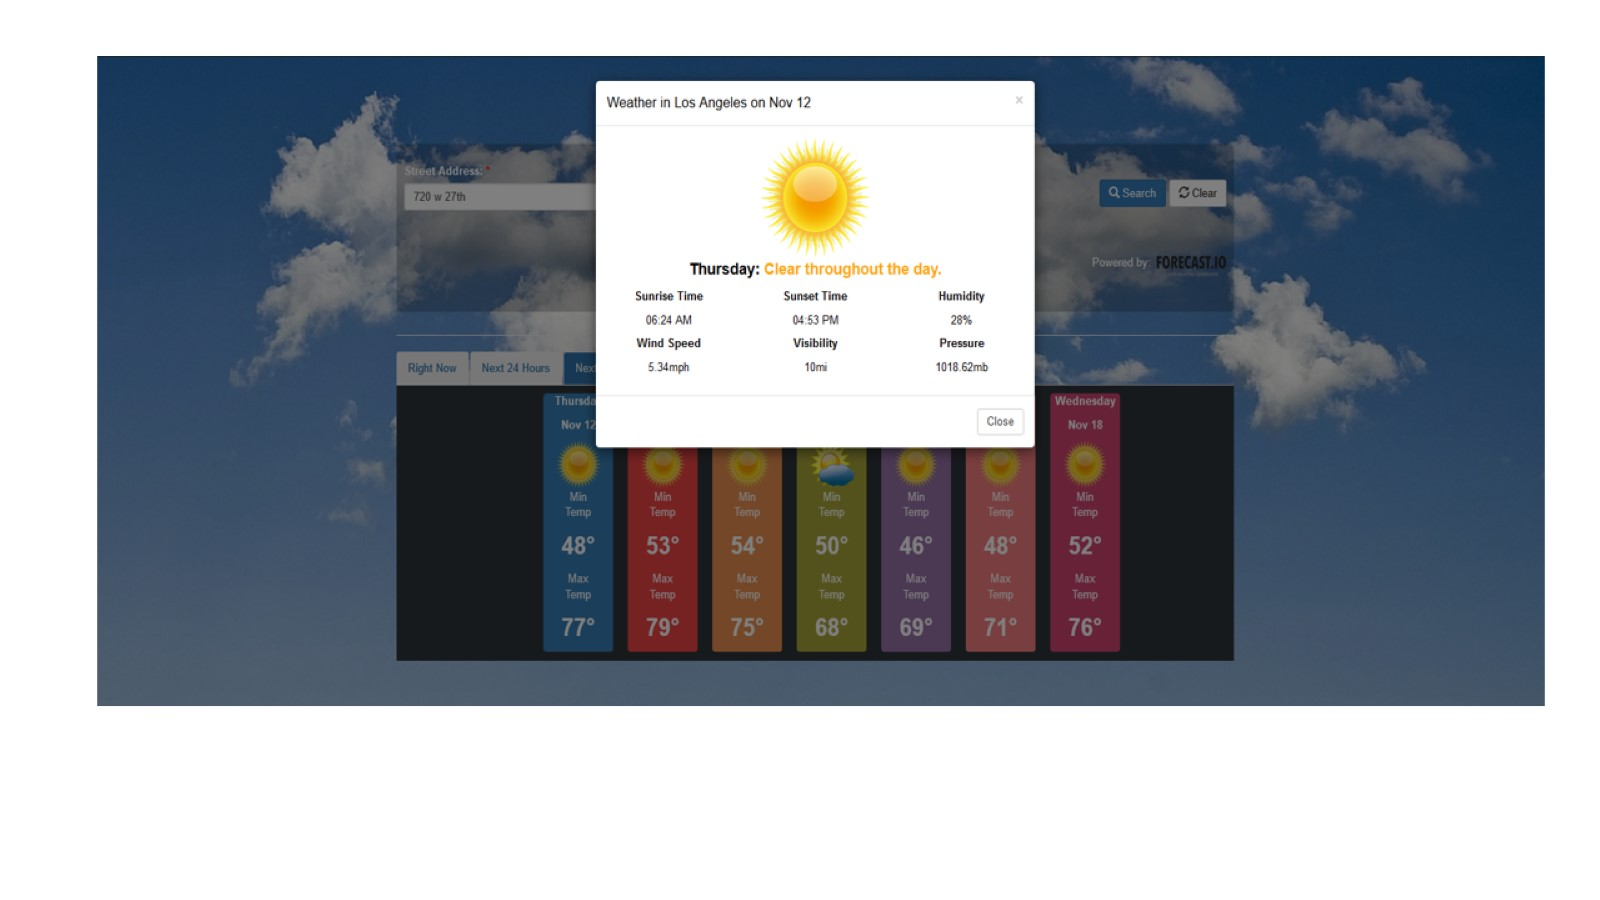 Weather in Los Angeles on Nov 12 ×
Street Address: *
720 w 27th
Search Clear
Powered by: FORECAST.IO
Thursday: Clear throughout the day.
Sunrise Time Sunset Time Humidity
06:24 AM 04:53 PM 28%
Wind Speed Visibility Pressure
5.34mph 10mi 1018.62mb
Close
Right Now Next 24 Hours
Nov 12
Wednesday
Nov 18
Min Min Min Min Min Min Min
Temp Temp Temp Temp Temp Temp Temp
48° 53° 54° 50° 46° 48° 52°
Max Max Max Max Max Max Max
Temp Temp Temp Temp Temp Temp Temp
77° 79° 75° 68° 69° 71° 76°